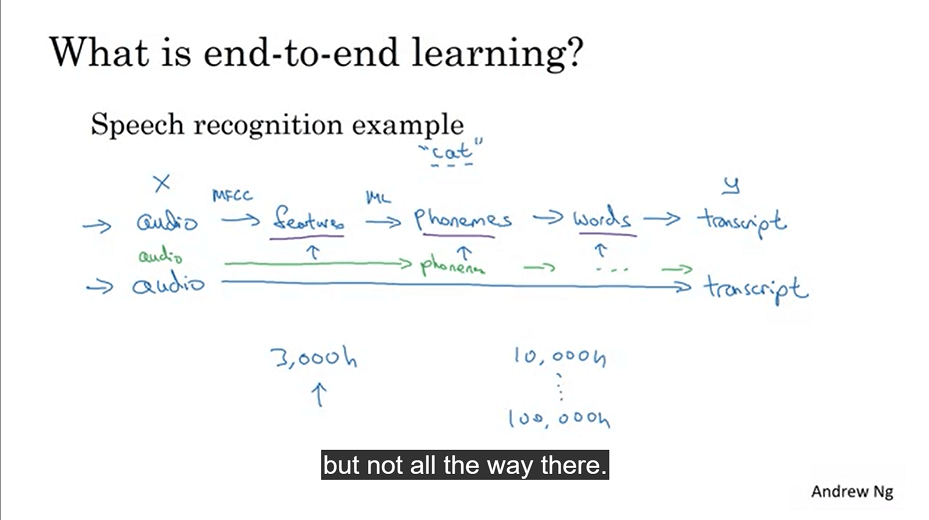 What is end-to-end learning?
Speech recognition example
"cat"
X MFCC ML y
→ audio → features → phonemes → words → transcript
audio → phonem → ... →
→ audio → transcript
3,000h 10,000h
100,000h
but not all the way there.
Andrew Ng